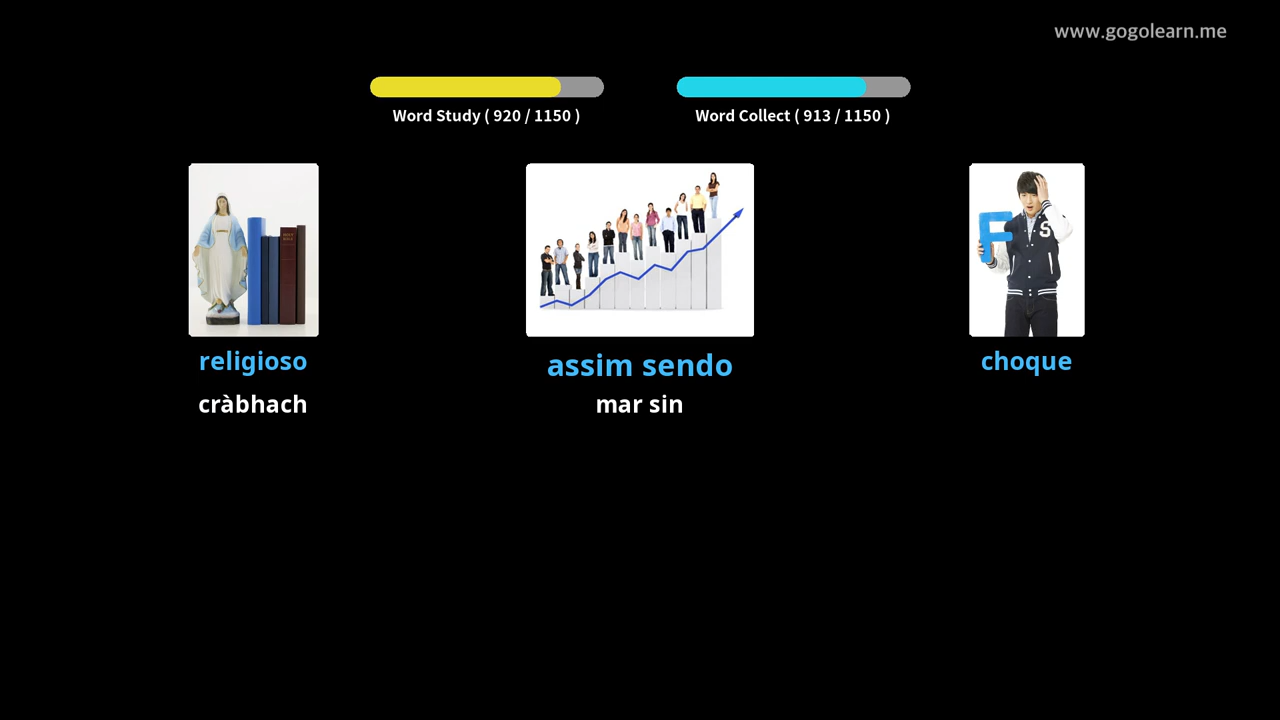 www.gogolearn.me
Word Study ( 920 / 1150 )
Word Collect ( 913 / 1150 )
religioso
assim sendo
choque
cràbhach
mar sin
F
S